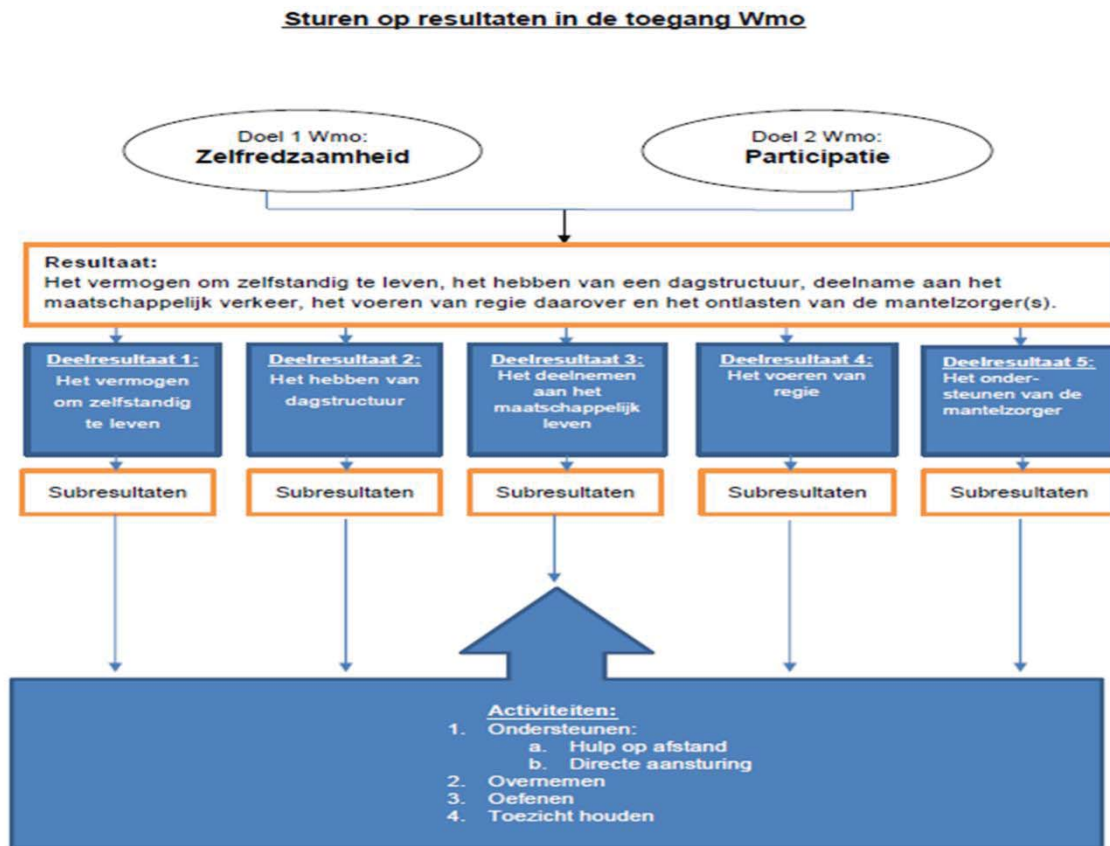 Sturen op resultaten in de toegang Wmo
Doel 1 Wmo:
Zelfredzaamheid
Doel 2 Wmo:
Participatie
Resultaat:
Het vermogen om zelfstandig te leven, het hebben van een dagstructuur, deelname aan het
maatschappelijk verkeer, het voeren van regie daarover en het ontlasten van de mantelzorger(s).
Deelresultaat 1:
Het vermogen
om zelfstandig
te leven
Deelresultaat 2:
Het hebben van
dagstructuur
Deelresultaat 3:
Het deelnemen
aan het
maatschappelijk
leven
Deelresultaat 4:
Het voeren van
regie
Deelresultaat 5:
Het onder-
steunen van de
mantelzorger
Subresultaten
Subresultaten
Subresultaten
Subresultaten
Subresultaten
Activiteiten:
1. Ondersteunen:
a. Hulp op afstand
b. Directe aansturing
2. Overnemen
3. Oefenen
4. Toezicht houden